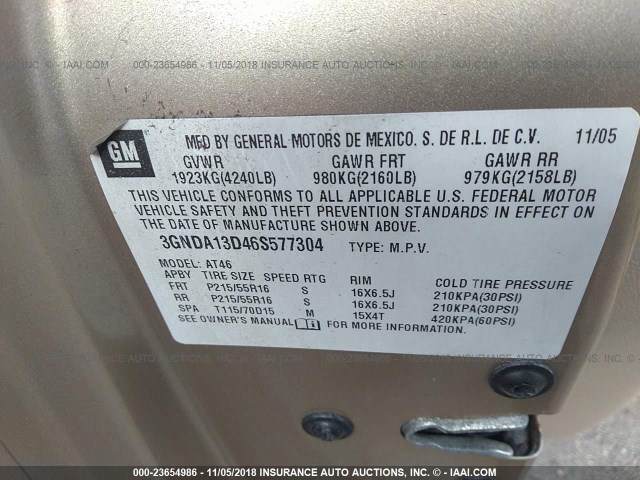 000-23654986 - 11/05/2018 INSURANCE AUTO AUCTIONS, CORP. - © IAAI.COM
GM
MFD BY GENERAL MOTORS DE MEXICO. S. DE R.L. DE C.V. 11/05
GVWR GAWR FRT GAWR RR
1923KG(4240LB) 980KG(2160LB) 979KG(2158LB)
THIS VEHICLE CONFORMS TO ALL APPLICABLE U.S. FEDERAL MOTOR
VEHICLE SAFETY AND THEFT PREVENTION STANDARDS IN EFFECT ON
THE DATE OF MANUFACTURE SHOWN ABOVE.
3GNDA13D46S577304 TYPE: M.P.V.
MODEL: AT46
APBY TIRE SIZE SPEED RTG RIM COLD TIRE PRESSURE
FRT P215/55R16 S 16X6.5J 210KPA(30PSI)
RR P215/55R16 S 16X6.5J 210KPA(30PSI)
SPA T115/70D15 M 15X4T 420KPA(60PSI)
SEE OWNER'S MANUAL FOR MORE INFORMATION.
000-23654986 - 11/05/2018 INSURANCE AUTO AUCTIONS, CORP. - © IAAI.COM